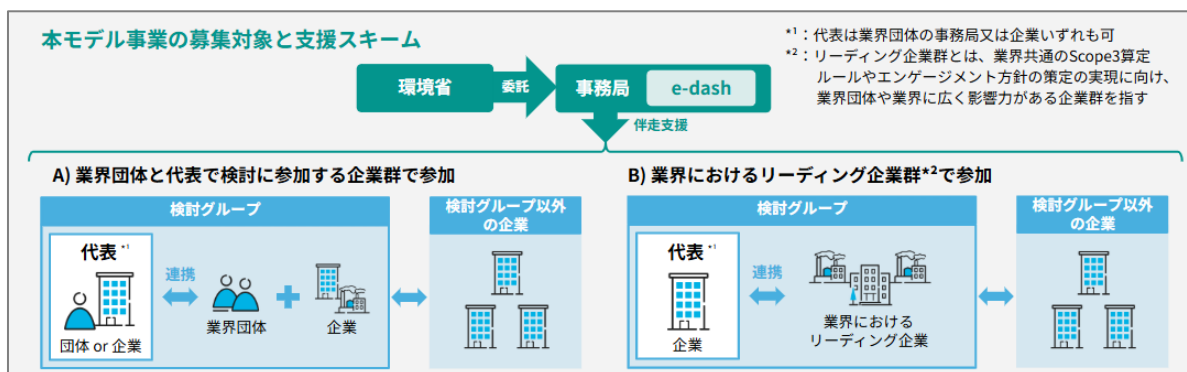 本モデル事業の募集対象と支援スキーム
*1：代表は業界団体の事務局又は企業いずれも可
*2：リーディング企業群とは、業界共通のScope3算定
ルールやエンゲージメント方針の策定の実現に向け、
業界団体や業界に広く影響力がある企業群を指す
環境省
委託
事務局
e-dash
伴走支援
A) 業界団体と代表で検討に参加する企業群で参加
検討グループ
代表 *1
団体 or 企業
連携
業界団体
企業
検討グループ以外
の企業
B) 業界におけるリーディング企業群*2で参加
検討グループ
代表 *1
企業
連携
業界における
リーディング企業
検討グループ以外
の企業